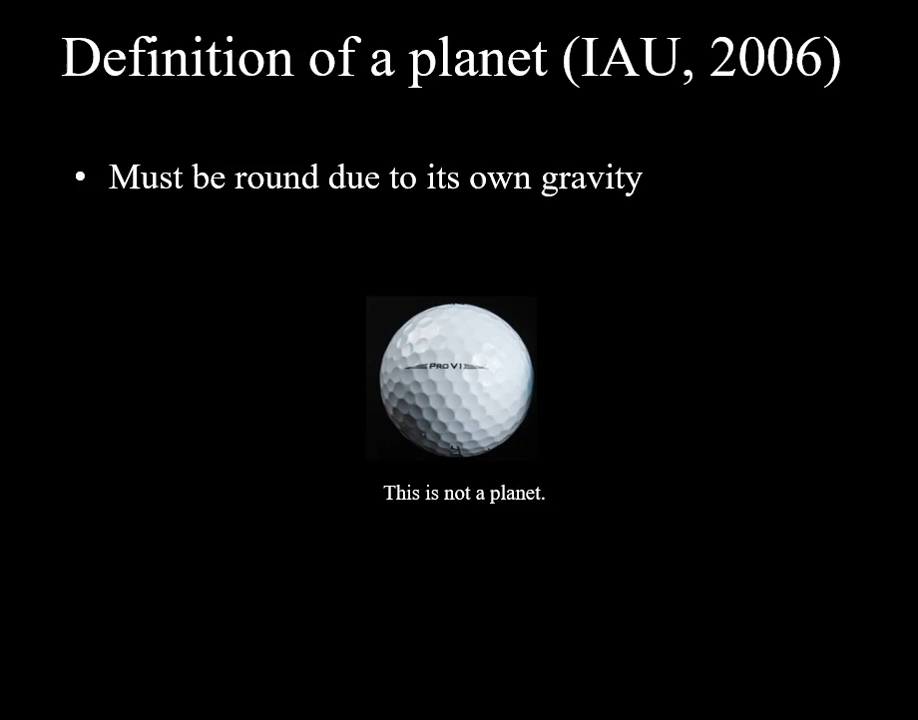 Definition of a planet (IAU, 2006)
• Must be round due to its own gravity
PRO V1
This is not a planet.